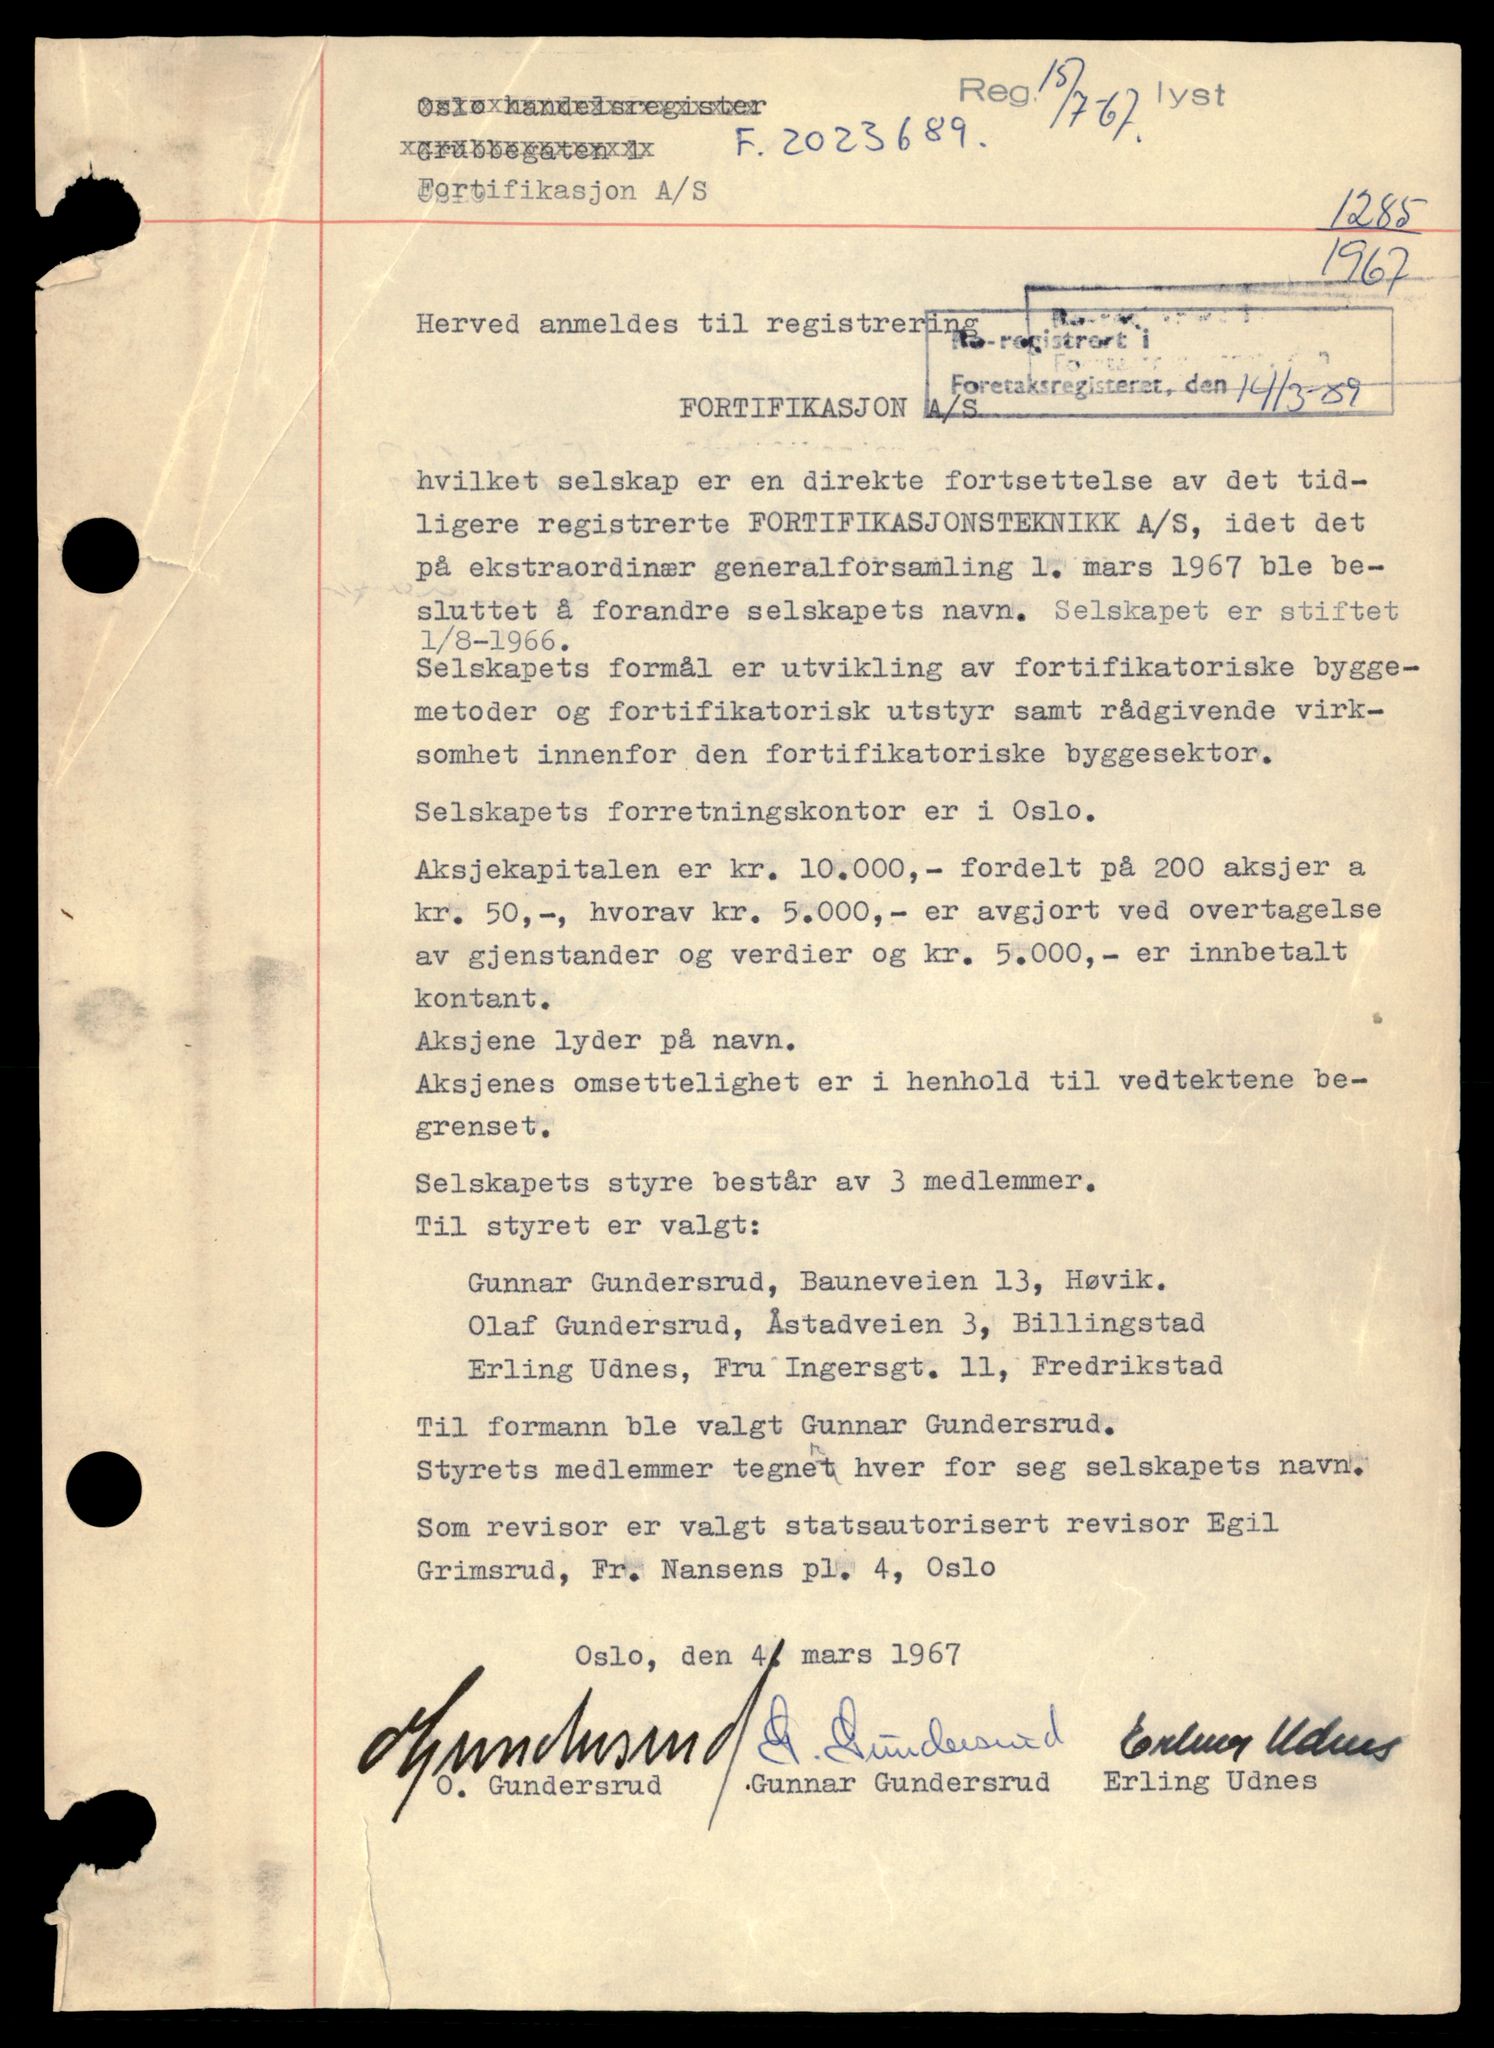 Reg. 15/7-67. lyst
Oslo handelsregister
F. 2023689.
Grubbegaten 1
Fortifikasjon A/S
1285
1967
Herved anmeldes til registrering
Re-registrert i
Foretaksregisteret, den 14/3-89
FORTIFIKASJON A/S
hvilket selskap er en direkte fortsettelse av det tid-
ligere registrerte FORTIFIKASJONSTEKNIKK A/S, idet det
på ekstraordinær generalforsamling 1. mars 1967 ble be-
sluttet å forandre selskapets navn. Selskapet er stiftet
1/8-1966.
Selskapets formål er utvikling av fortifikatoriske bygge-
metoder og fortifikatorisk utstyr samt rådgivende virk-
somhet innenfor den fortifikatoriske byggesektor.
Selskapets forretningskontor er i Oslo.
Aksjekapitalen er kr. 10.000,- fordelt på 200 aksjer a
kr. 50,-, hvorav kr. 5.000,- er avgjort ved overtagelse
av gjenstander og verdier og kr. 5.000,- er innbetalt
kontant.
Aksjene lyder på navn.
Aksjenes omsettelighet er i henhold til vedtektene be-
grenset.
Selskapets styre består av 3 medlemmer.
Til styret er valgt:
Gunnar Gundersrud, Bauneveien 13, Høvik.
Olaf Gundersrud, Åstadveien 3, Billingstad
Erling Udnes, Fru Ingersgt. 11, Fredrikstad
Til formann ble valgt Gunnar Gundersrud.
Styrets medlemmer tegner hver for seg selskapets navn.
Som revisor er valgt statsautorisert revisor Egil
Grimsrud, Fr. Nansens pl. 4, Oslo
Oslo, den 4. mars 1967
O Gundersrud G. Gundersrud Erling Udnes
O. Gundersrud Gunnar Gundersrud Erling Udnes